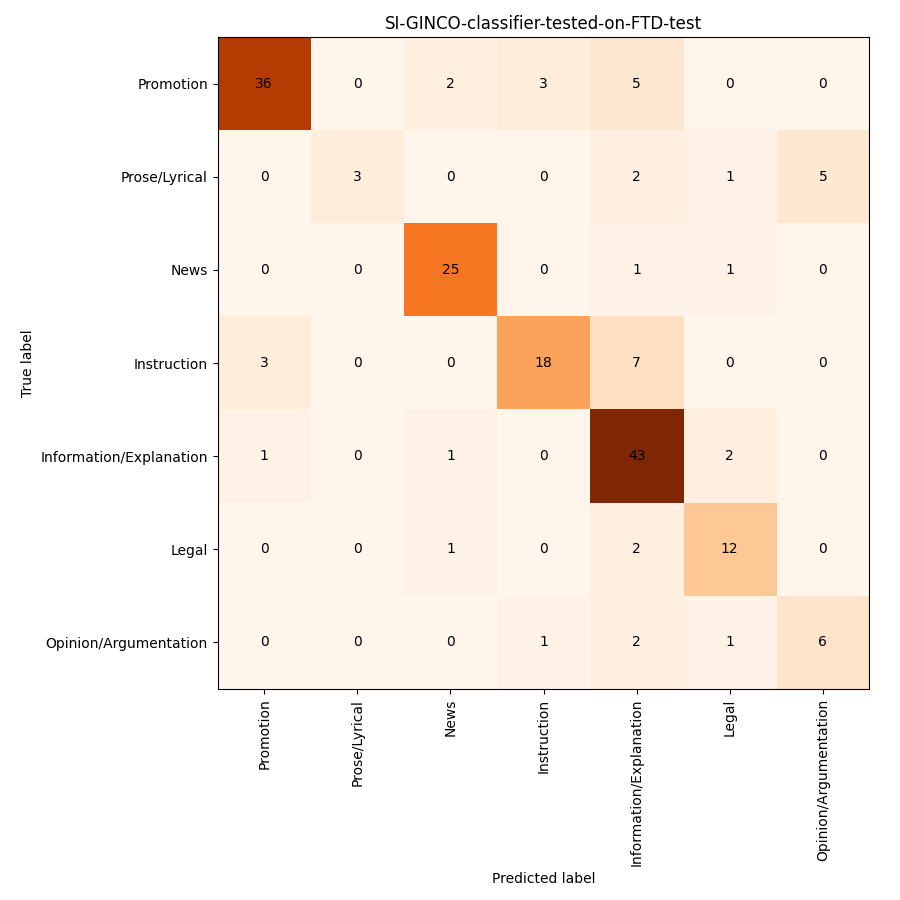 SI-GINCO-classifier-tested-on-FTD-test
True label
Promotion 36 0 2 3 5 0 0
Prose/Lyrical 0 3 0 0 2 1 5
News 0 0 25 0 1 1 0
Instruction 3 0 0 18 7 0 0
Information/Explanation 1 0 1 0 43 2 0
Legal 0 0 1 0 2 12 0
Opinion/Argumentation 0 0 0 1 2 1 6
Promotion
Prose/Lyrical
News
Instruction
Information/Explanation
Legal
Opinion/Argumentation
Predicted label